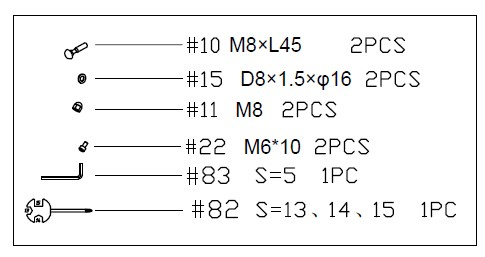 #10 M8×L45 2PCS
#15 D8×1.5×φ16 2PCS
#11 M8 2PCS
#22 M6*10 2PCS
#83 S=5 1PC
#82 S=13、14、15 1PC